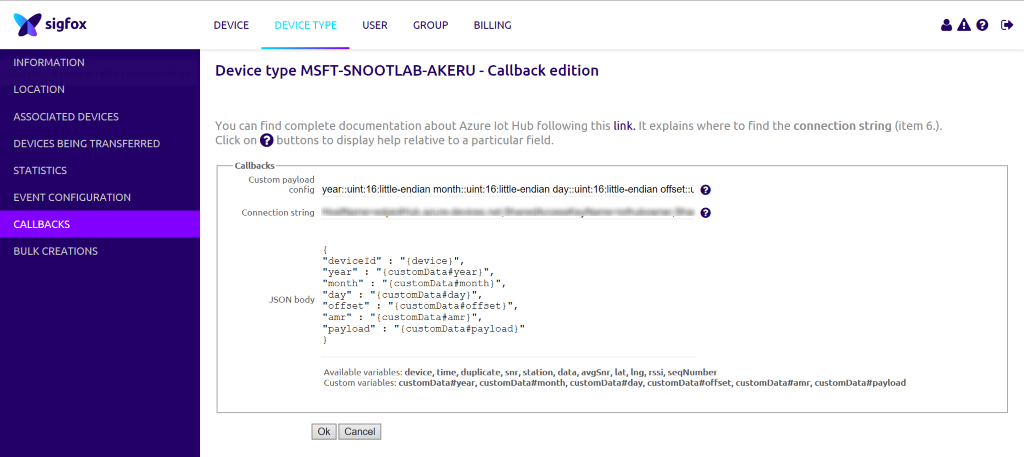 sigfox
DEVICE DEVICE TYPE USER GROUP BILLING
INFORMATION
LOCATION
ASSOCIATED DEVICES
DEVICES BEING TRANSFERRED
STATISTICS
EVENT CONFIGURATION
CALLBACKS
BULK CREATIONS
Device type MSFT-SNOOTLAB-AKERU - Callback edition
You can find complete documentation about Azure Iot Hub following this link. It explains where to find the connection string (item 6.).
Click on ? buttons to display help relative to a particular field.
Callbacks
Custom payload
config
year::uint:16:little-endian month::uint:16:little-endian day::uint:16:little-endian offset::u
Connection string
JSON body
{
"deviceId" : "{device}",
"year" : "{customData#year}",
"month" : "{customData#month}",
"day" : "{customData#day}",
"offset" : "{customData#offset}",
"amr" : "{customData#amr}",
"payload" : "{customData#payload}"
}
Available variables: device, time, duplicate, snr, station, data, avgSnr, lat, lng, rssi, seqNumber
Custom variables: customData#year, customData#month, customData#day, customData#offset, customData#amr, customData#payload
Ok Cancel